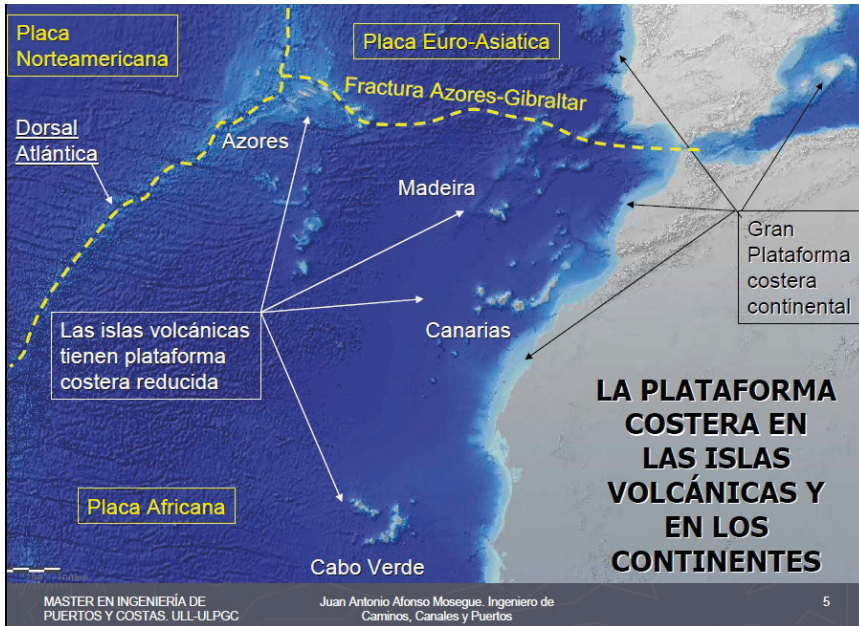 Placa
Norteamericana
Placa Euro-Asiatica
Fractura Azores-Gibraltar
Dorsal
Atlántica
Azores
Madeira
Gran
Plataforma
costera
continental
Las islas volcánicas
tienen plataforma
costera reducida
Canarias
LA PLATAFORMA
COSTERA EN
LAS ISLAS
VOLCÁNICAS Y
EN LOS
CONTINENTES
Placa Africana
Cabo Verde
MASTER EN INGENIERÍA DE
PUERTOS Y COSTAS. ULL-ULPGC
Juan Antonio Afonso Mosegue. Ingeniero de
Caminos, Canales y Puertos
5